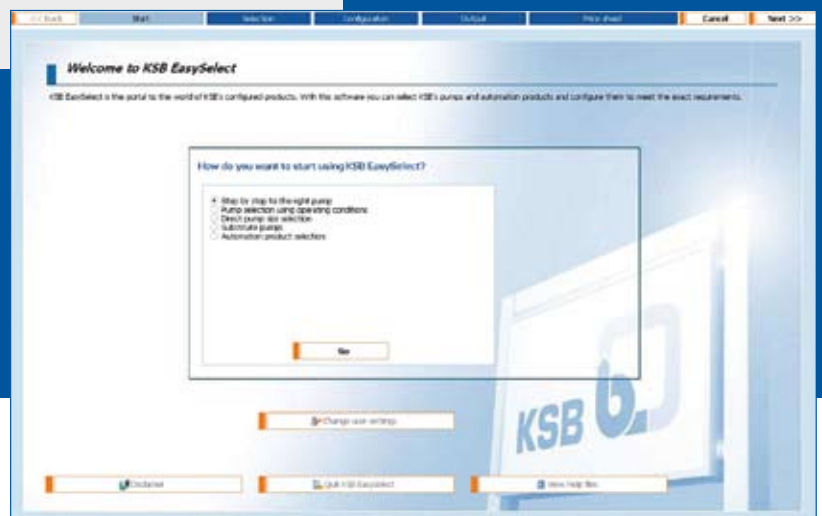 << Back Start Selection Configuration Output Price sheet Cancel Next >>
Welcome to KSB EasySelect
KSB EasySelect is the portal to the world of KSB's configured products. With this software you can select KSB's pumps and automation products and configure them to meet the exact requirements.
How do you want to start using KSB EasySelect?
Step by step to the right pump
Pump selection using operating conditions
Direct pump size selection
Substitute pumps
Automation product selection
Go
KSB
Change user settings
Disclaimer Quit KSB EasySelect View help files